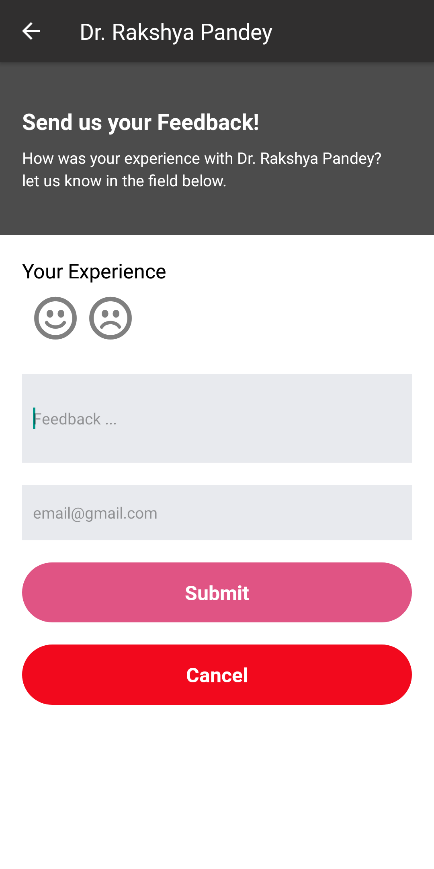 Dr. Rakshya Pandey
Send us your Feedback!
How was your experience with Dr. Rakshya Pandey?
let us know in the field below.
Your Experience
Feedback ...
email@gmail.com
Submit
Cancel